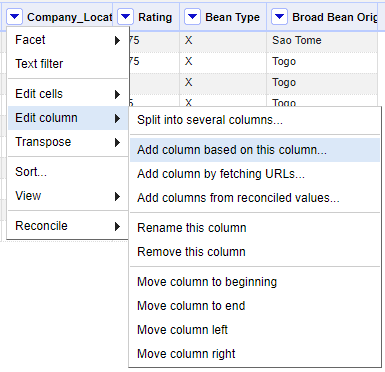 Company_Locat Rating Bean Type Broad Bean Orig
75 X Sao Tome
75 X Togo
X Togo
5 X Togo
Facet
Text filter
Edit cells
Edit column
Transpose
Sort...
View
Reconcile
Split into several columns...
Add column based on this column...
Add column by fetching URLs...
Add columns from reconciled values...
Rename this column
Remove this column
Move column to beginning
Move column to end
Move column left
Move column right